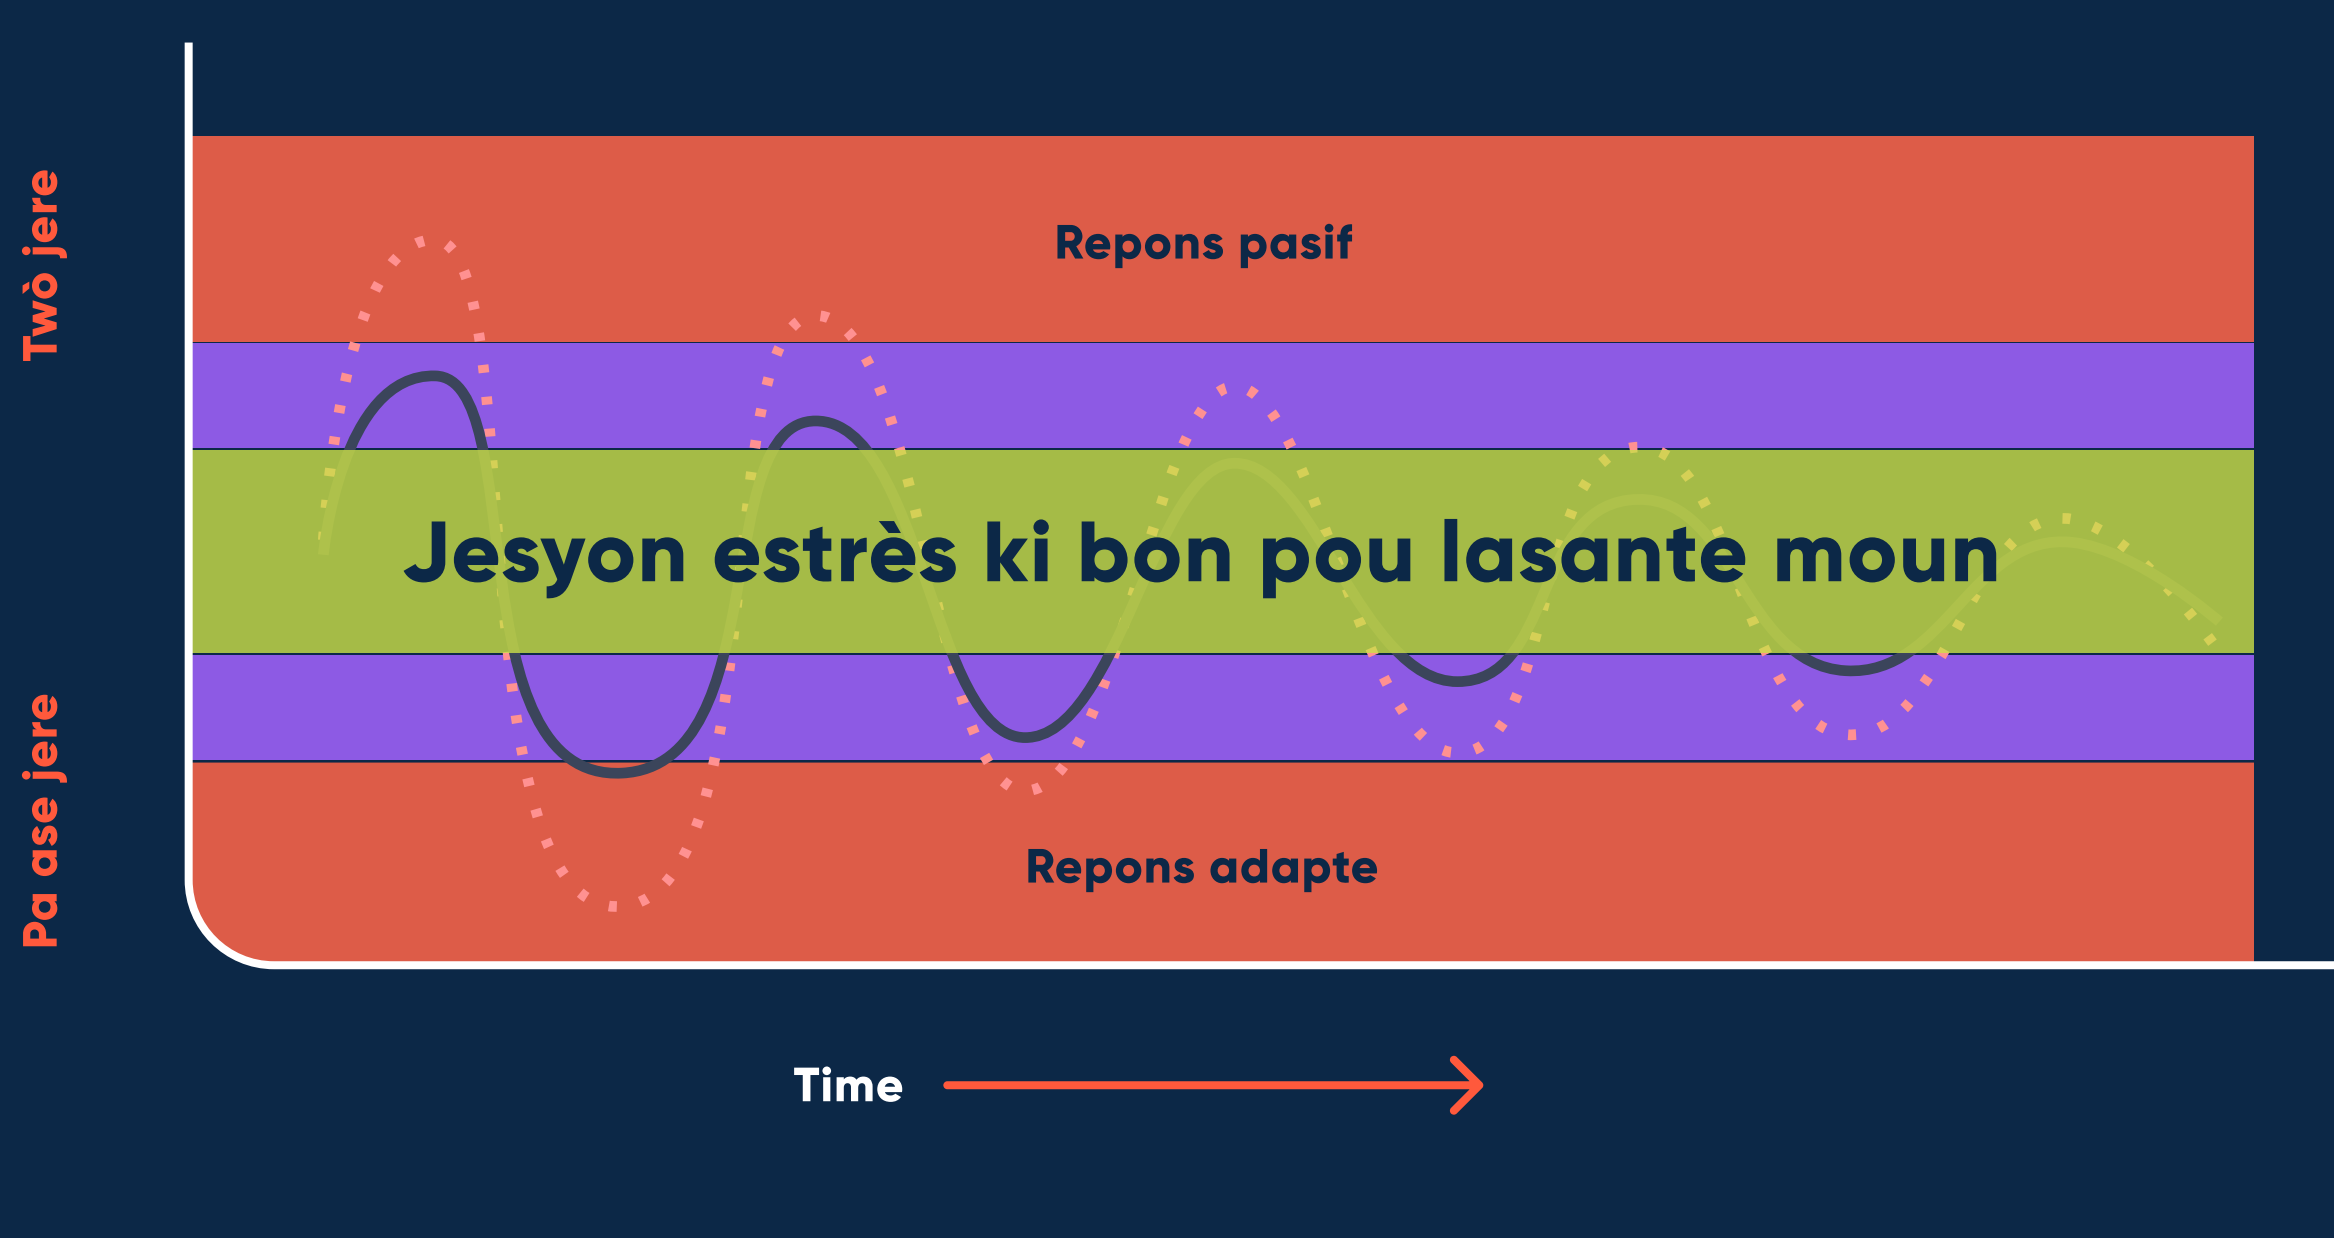 Twò jere
Repons pasif
Jesyon estrès ki bon pou lasante moun
Pa ase jere
Repons adapte
Time